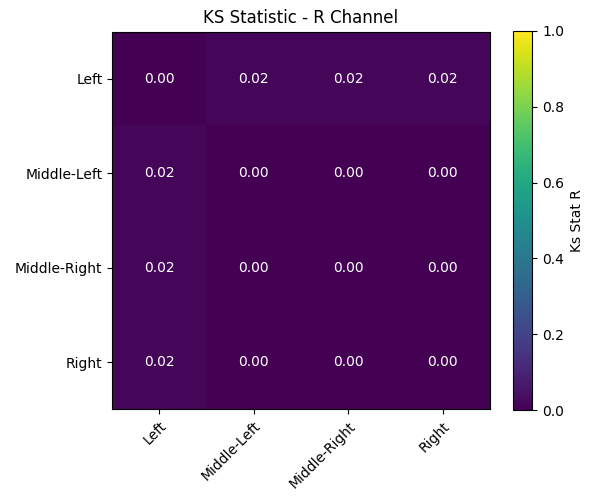 KS Statistic - R Channel
Left
0.00 0.02 0.02 0.02
Middle-Left
0.02 0.00 0.00 0.00
Middle-Right
0.02 0.00 0.00 0.00
Right
0.02 0.00 0.00 0.00
Left
Middle-Left
Middle-Right
Right
1.0
0.8
0.6
0.4
0.2
0.0
Ks Stat R